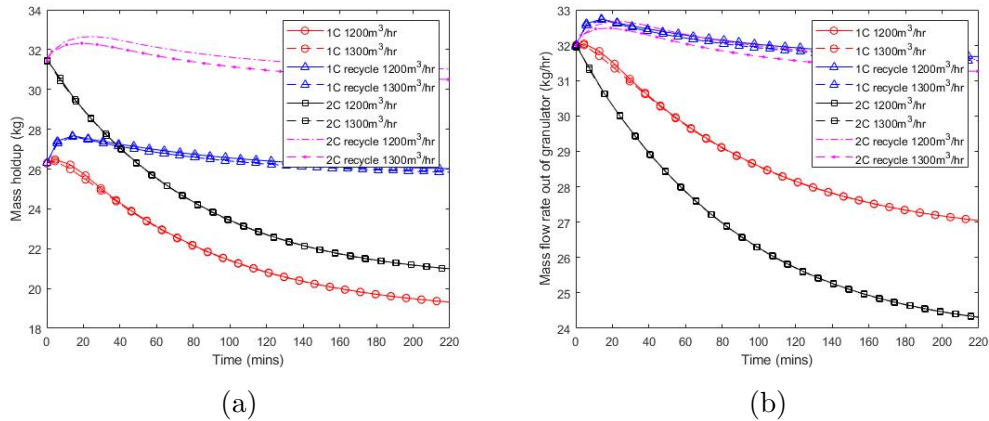 34
32
30
28
26
24
22
20
18
Mass holdup (kg)
0 20 40 60 80 100 120 140 160 180 200 220
Time (mins)
1C 1200m³/hr
1C 1300m³/hr
1C recycle 1200m³/hr
1C recycle 1300m³/hr
2C 1200m³/hr
2C 1300m³/hr
2C recycle 1200m³/hr
2C recycle 1300m³/hr
(a)
33
32
31
30
29
28
27
26
25
24
Mass flow rate out of granulator (kg/hr)
0 20 40 60 80 100 120 140 160 180 200 220
Time (mins)
1C 1200m³/hr
1C 1300m³/hr
1C recycle 1200m³/hr
1C recycle 1300m³/hr
2C 1200m³/hr
2C 1300m³/hr
2C recycle 1200m³/hr
2C recycle 1300m³/hr
(b)